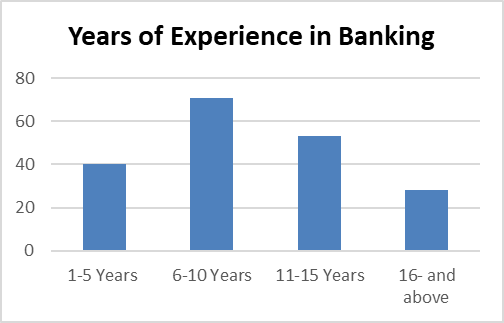 Years of Experience in Banking
80
60
40
20
0
1-5 Years
6-10 Years
11-15 Years
16- and
above